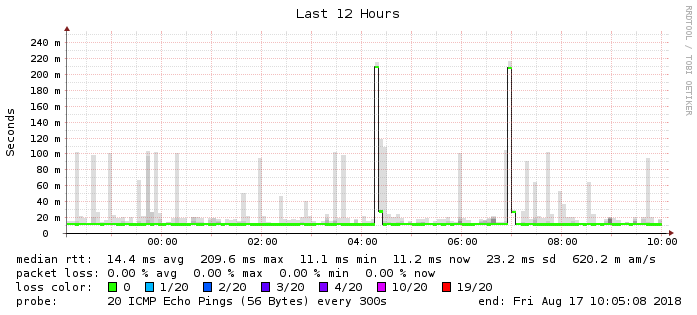 Last 12 Hours
RRDTOOL / TOBI OETIKER
Seconds
240 m
220 m
200 m
180 m
160 m
140 m
120 m
100 m
80 m
60 m
40 m
20 m
0
00:00 02:00 04:00 06:00 08:00 10:00
median rtt: 14.4 ms avg 209.6 ms max 11.1 ms min 11.2 ms now 23.2 ms sd 620.2 m am/s
packet loss: 0.00 % avg 0.00 % max 0.00 % min 0.00 % now
loss color: 0 1/20 2/20 3/20 4/20 10/20 19/20
probe: 20 ICMP Echo Pings (56 Bytes) every 300s end: Fri Aug 17 10:05:08 2018